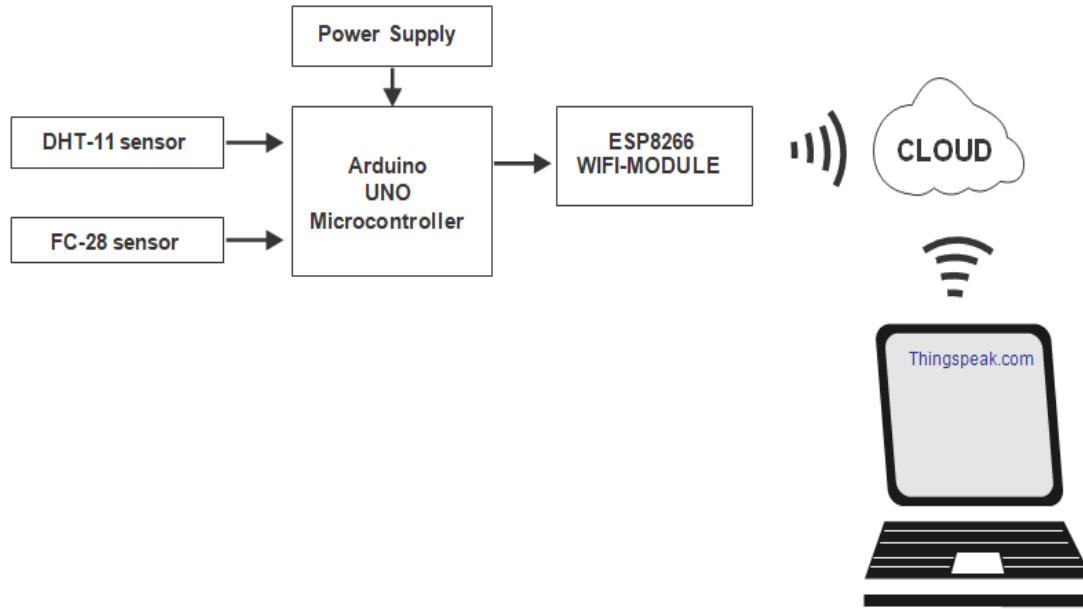 Power Supply
DHT-11 sensor
FC-28 sensor
Arduino
UNO
Microcontroller
ESP8266
WIFI-MODULE
CLOUD
Thingspeak.com